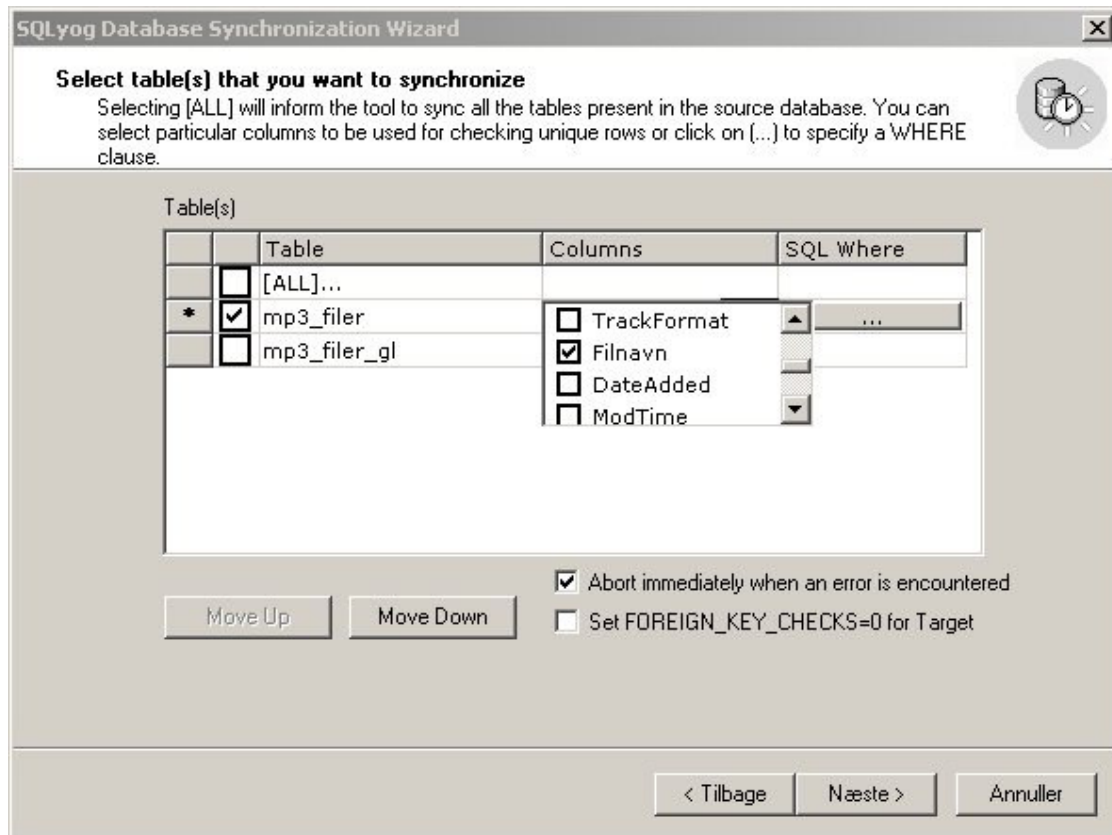 SQLyog Database Synchronization Wizard
Select table(s) that you want to synchronize
Selecting [ALL] will inform the tool to sync all the tables present in the source database. You can
select particular columns to be used for checking unique rows or click on (...) to specify a WHERE
clause.
Table(s)
Table Columns SQL Where
[ALL]...
* mp3_filer TrackFormat ...
mp3_filer_gl Filnavn
DateAdded
ModTime
Abort immediately when an error is encountered
Move Up Move Down Set FOREIGN_KEY_CHECKS=0 for Target
< Tilbage Næste > Annuller